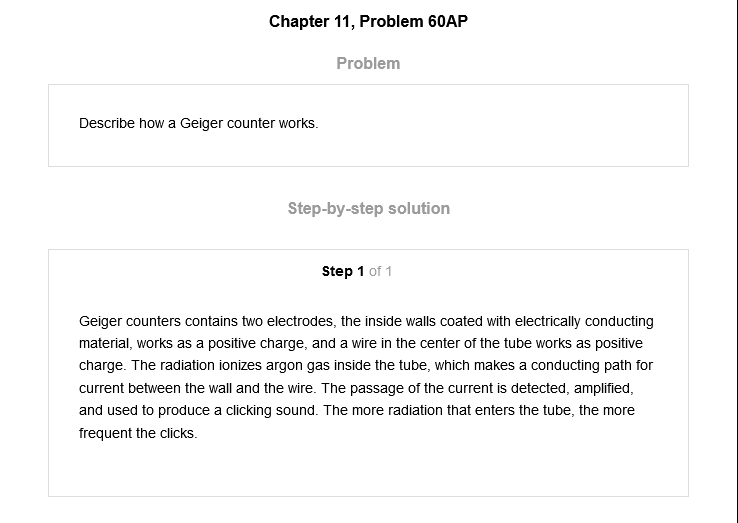 Chapter 11, Problem 60AP
Problem
Describe how a Geiger counter works.
Step-by-step solution
Step 1 of 1
Geiger counters contains two electrodes, the inside walls coated with electrically conducting
material, works as a positive charge, and a wire in the center of the tube works as positive
charge. The radiation ionizes argon gas inside the tube, which makes a conducting path for
current between the wall and the wire. The passage of the current is detected, amplified,
and used to produce a clicking sound. The more radiation that enters the tube, the more
frequent the clicks.